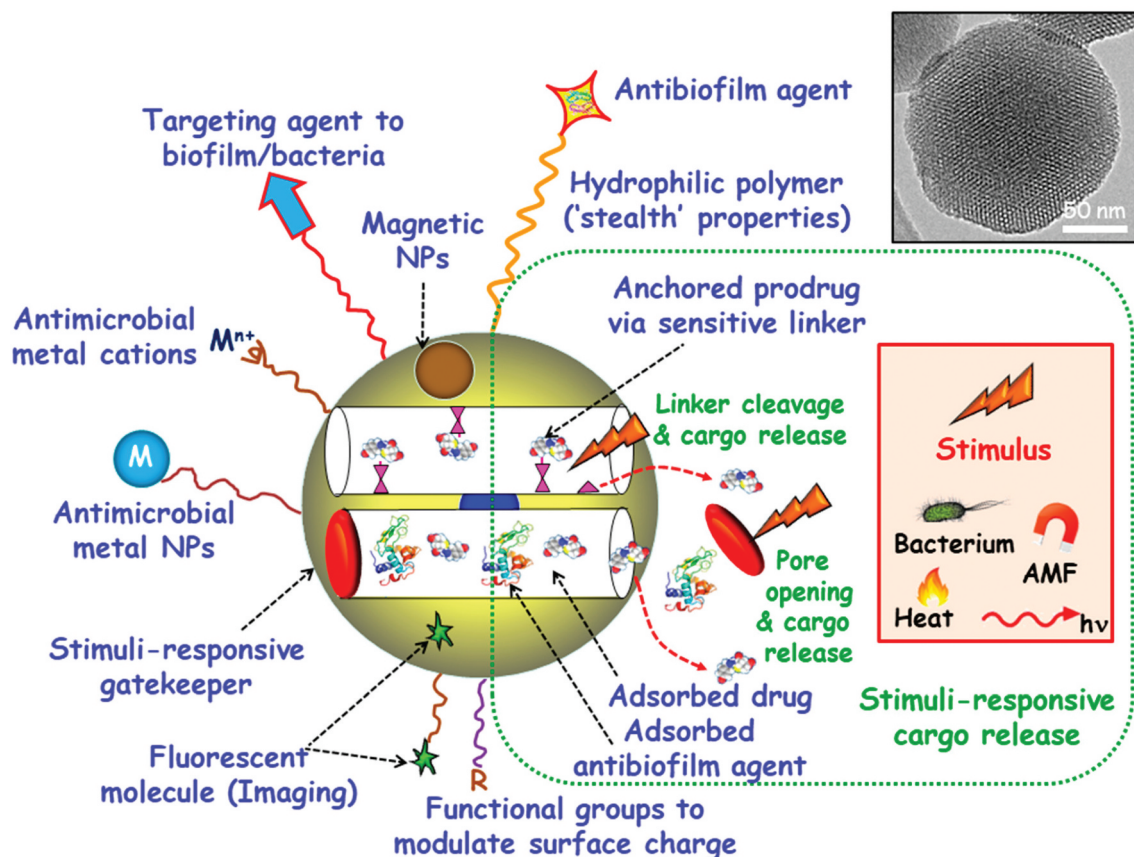 Antibiofilm agent
Targeting agent to
biofilm/bacteria
Hydrophilic polymer
('stealth' properties)
50 nm
Magnetic
NPs
Anchored prodrug
via sensitive linker
Antimicrobial
metal cations
Mⁿ⁺
Linker cleavage
& cargo release
Stimulus
M
Antimicrobial
metal NPs
Bacterium
AMF
Heat
hν
Pore
opening
& cargo
release
Stimuli-responsive
gatekeeper
Adsorbed drug
Adsorbed
antibiofilm agent
Stimuli-responsive
cargo release
Fluorescent
molecule (Imaging)
R
Functional groups to
modulate surface charge